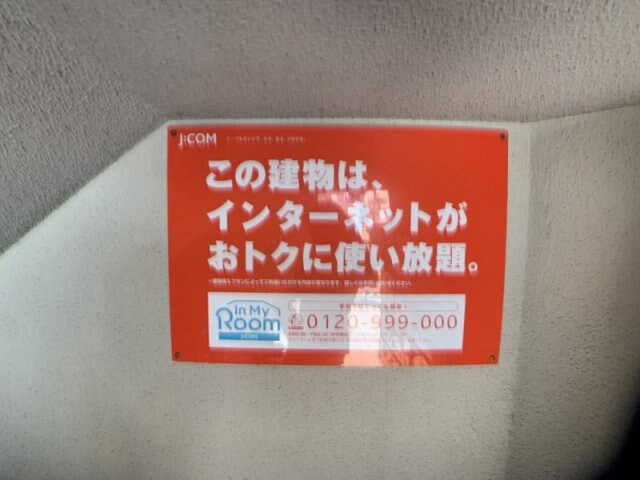 J:COM
この建物は、
インターネットが
おトクに使い放題。
in My Room
J:COM
0120-999-000